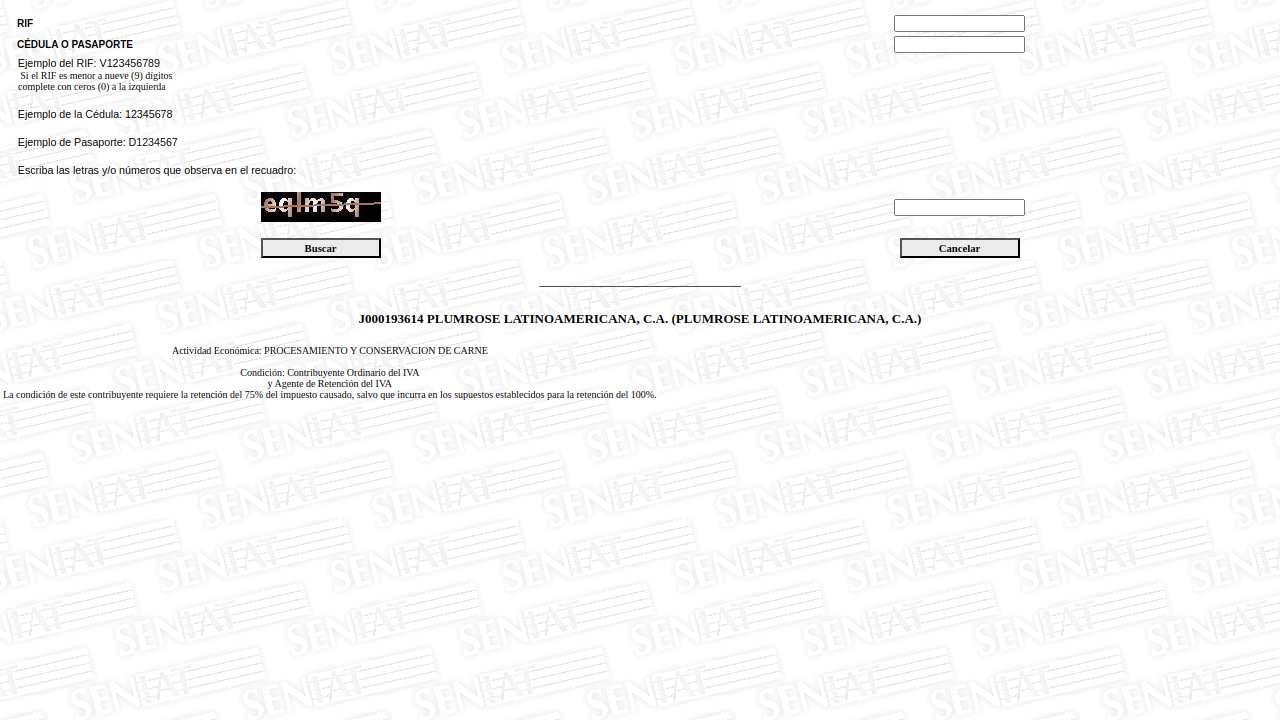 RIF
CÉDULA O PASAPORTE
Ejemplo del RIF: V123456789
Si el RIF es menor a nueve (9) dígitos
complete con ceros (0) a la izquierda
Ejemplo de la Cédula: 12345678
Ejemplo de Pasaporte: D1234567
Escriba las letras y/o números que observa en el recuadro:
eqlm5q
Buscar Cancelar
J000193614 PLUMROSE LATINOAMERICANA, C.A. (PLUMROSE LATINOAMERICANA, C.A.)
Actividad Económica: PROCESAMIENTO Y CONSERVACION DE CARNE
Condición: Contribuyente Ordinario del IVA
y Agente de Retención del IVA
La condición de este contribuyente requiere la retención del 75% del impuesto causado, salvo que incurra en los supuestos establecidos para la retención del 100%.